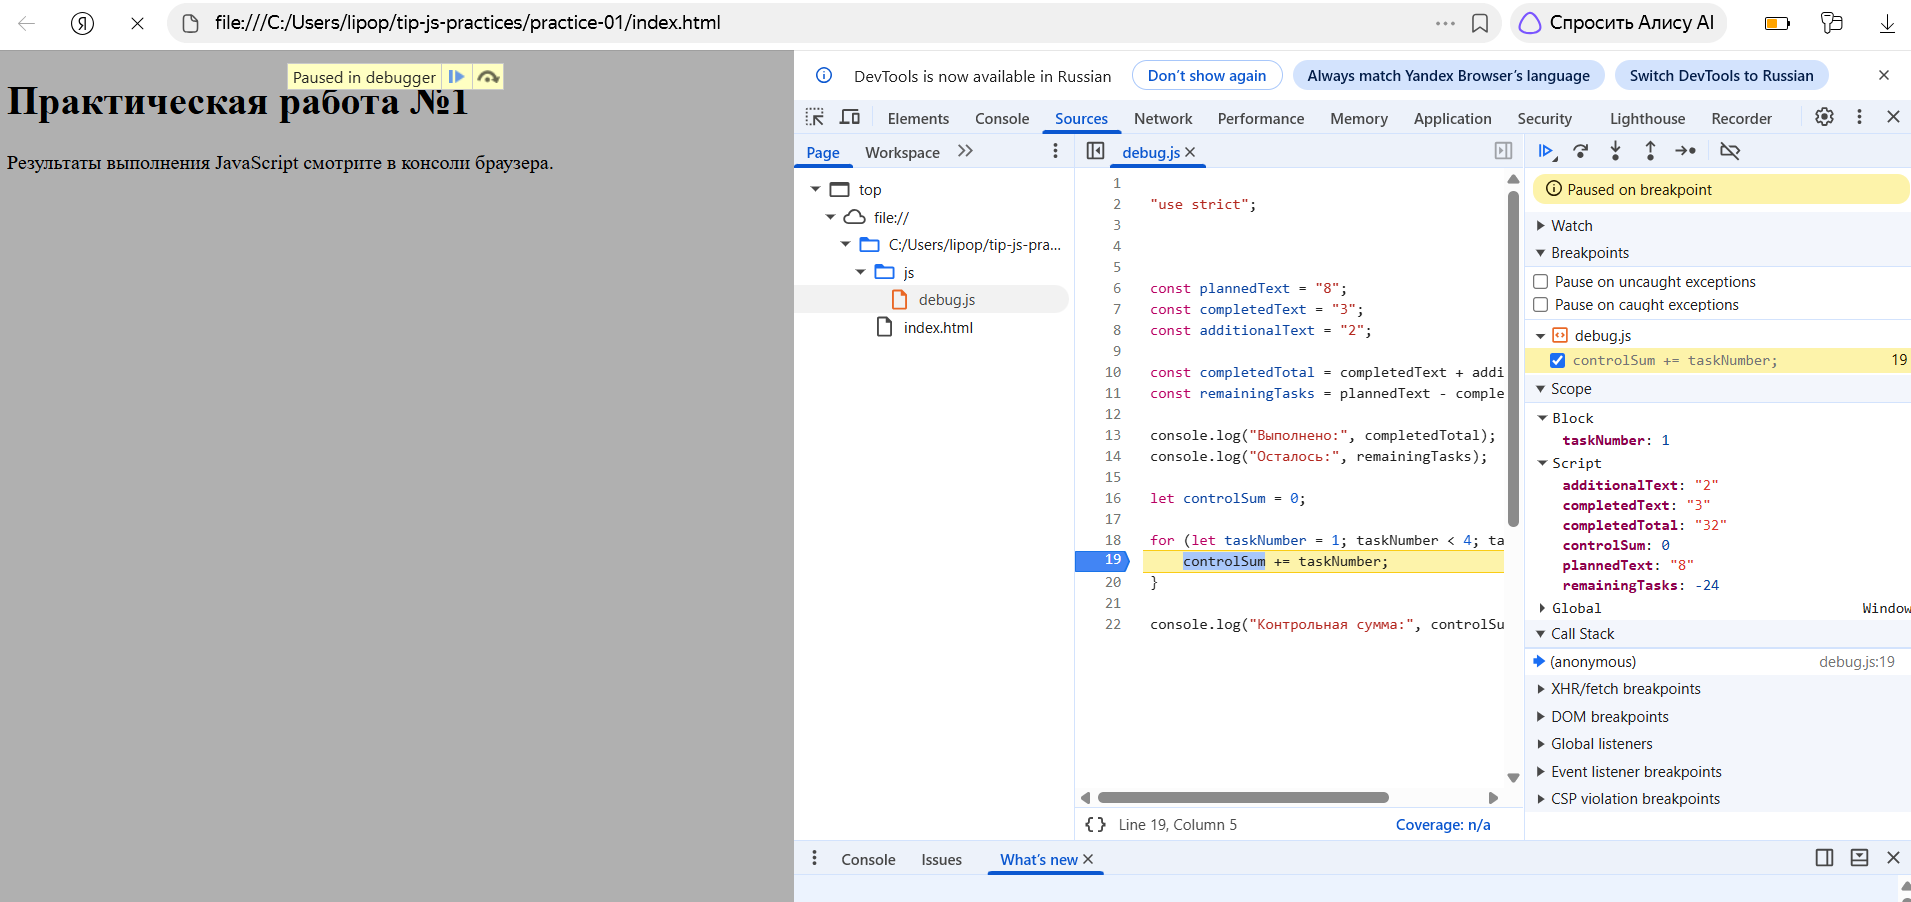 Я
file:///C:/Users/lipop/tip-js-practices/practice-01/index.html
Спросить Алису AI
Paused in debugger
Практическая работа №1
Результаты выполнения JavaScript смотрите в консоли браузера.
DevTools is now available in Russian
Don't show again
Always match Yandex Browser's language
Switch DevTools to Russian
Elements Console Sources Network Performance Memory Application Security Lighthouse Recorder
Page Workspace
top
file://
C:/Users/lipop/tip-js-pra...
js
debug.js
index.html
debug.js
1
2 "use strict";
3
4
5
6 const plannedText = "8";
7 const completedText = "3";
8 const additionalText = "2";
9
10 const completedTotal = completedText + addi
11 const remainingTasks = plannedText - comple
12
13 console.log("Выполнено:", completedTotal);
14 console.log("Осталось:", remainingTasks);
15
16 let controlSum = 0;
17
18 for (let taskNumber = 1; taskNumber < 4; ta
19 controlSum += taskNumber;
20 }
21
22 console.log("Контрольная сумма:", controlSu
{} Line 19, Column 5
Coverage: n/a
Paused on breakpoint
Watch
Breakpoints
Pause on uncaught exceptions
Pause on caught exceptions
debug.js
controlSum += taskNumber; 19
Scope
Block
taskNumber: 1
Script
additionalText: "2"
completedText: "3"
completedTotal: "32"
controlSum: 0
plannedText: "8"
remainingTasks: -24
Global Window
Call Stack
(anonymous) debug.js:19
XHR/fetch breakpoints
DOM breakpoints
Global listeners
Event listener breakpoints
CSP violation breakpoints
Console Issues What's new